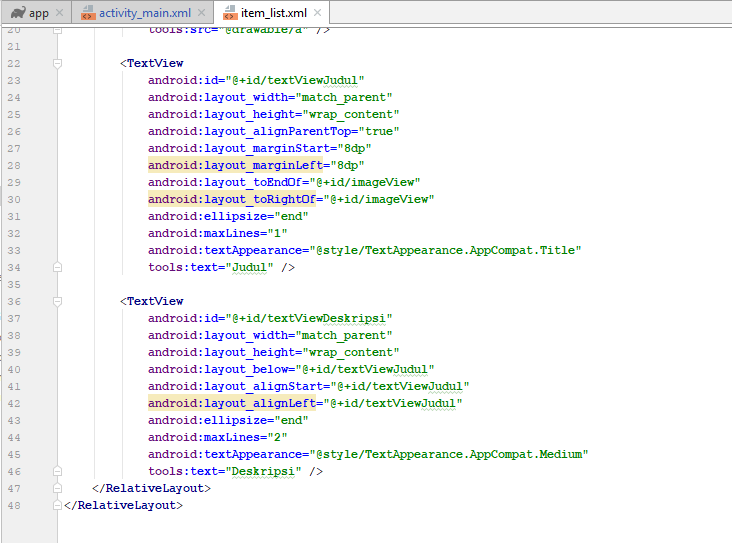 app activity_main.xml item_list.xml
20 tools:src="@drawable/a" />
21
22 <TextView
23 android:id="@+id/textViewJudul"
24 android:layout_width="match_parent"
25 android:layout_height="wrap_content"
26 android:layout_alignParentTop="true"
27 android:layout_marginStart="8dp"
28 android:layout_marginLeft="8dp"
29 android:layout_toEndOf="@+id/imageView"
30 android:layout_toRightOf="@+id/imageView"
31 android:ellipsize="end"
32 android:maxLines="1"
33 android:textAppearance="@style/TextAppearance.AppCompat.Title"
34 tools:text="Judul" />
35
36 <TextView
37 android:id="@+id/textViewDeskripsi"
38 android:layout_width="match_parent"
39 android:layout_height="wrap_content"
40 android:layout_below="@+id/textViewJudul"
41 android:layout_alignStart="@+id/textViewJudul"
42 android:layout_alignLeft="@+id/textViewJudul"
43 android:ellipsize="end"
44 android:maxLines="2"
45 android:textAppearance="@style/TextAppearance.AppCompat.Medium"
46 tools:text="Deskripsi" />
47 </RelativeLayout>
48 </RelativeLayout>